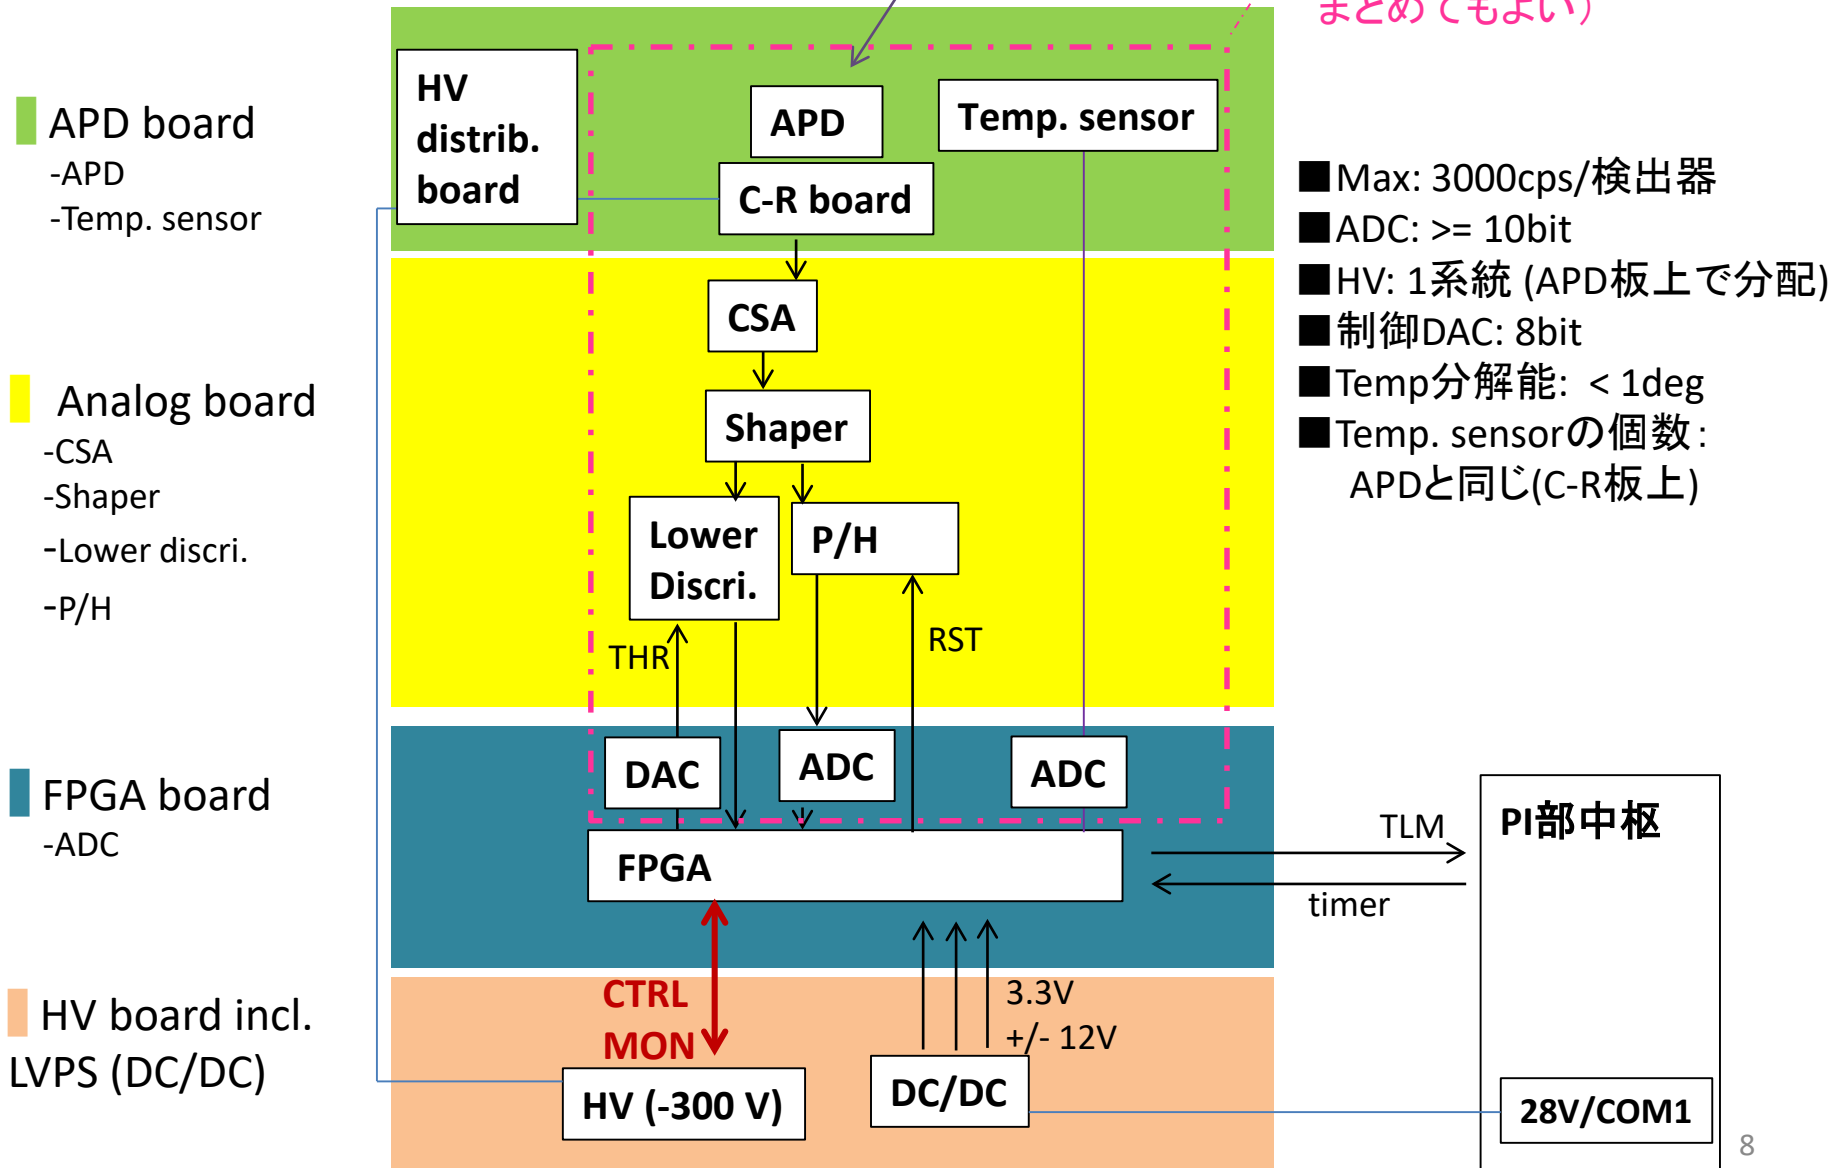 まとめてもよい）
HV
distrib.
board
APD
Temp. sensor
C-R board
APD board
-APD
-Temp. sensor
■Max: 3000cps/検出器
■ADC: >= 10bit
■HV: 1系統 (APD板上で分配)
■制御DAC: 8bit
■Temp分解能: < 1deg
■Temp. sensorの個数:
APDと同じ(C-R板上)
CSA
Shaper
Lower
Discri.
P/H
Analog board
-CSA
-Shaper
-Lower discri.
-P/H
THR
RST
DAC
ADC
ADC
FPGA board
-ADC
FPGA
TLM
timer
PI部中枢
CTRL
MON
3.3V
+/- 12V
HV board incl.
LVPS (DC/DC)
HV (-300 V)
DC/DC
28V/COM1
8